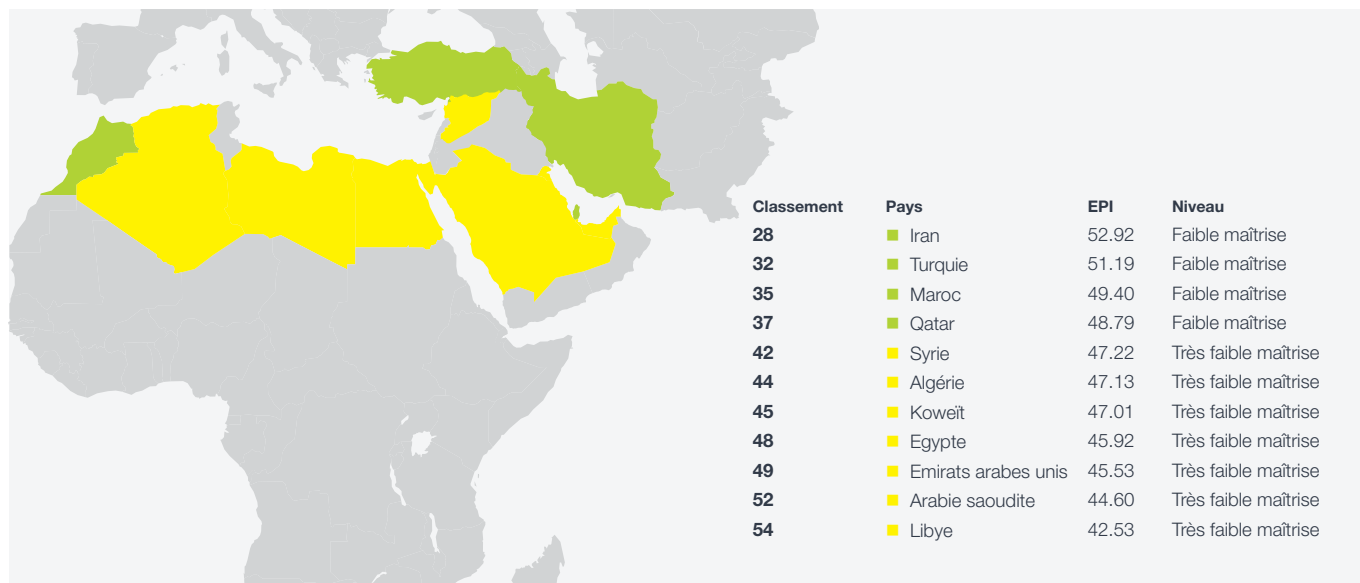 Classement Pays EPI Niveau
28 Iran 52.92 Faible maîtrise
32 Turquie 51.19 Faible maîtrise
35 Maroc 49.40 Faible maîtrise
37 Qatar 48.79 Faible maîtrise
42 Syrie 47.22 Très faible maîtrise
44 Algérie 47.13 Très faible maîtrise
45 Koweït 47.01 Très faible maîtrise
48 Egypte 45.92 Très faible maîtrise
49 Emirats arabes unis 45.53 Très faible maîtrise
52 Arabie saoudite 44.60 Très faible maîtrise
54 Libye 42.53 Très faible maîtrise